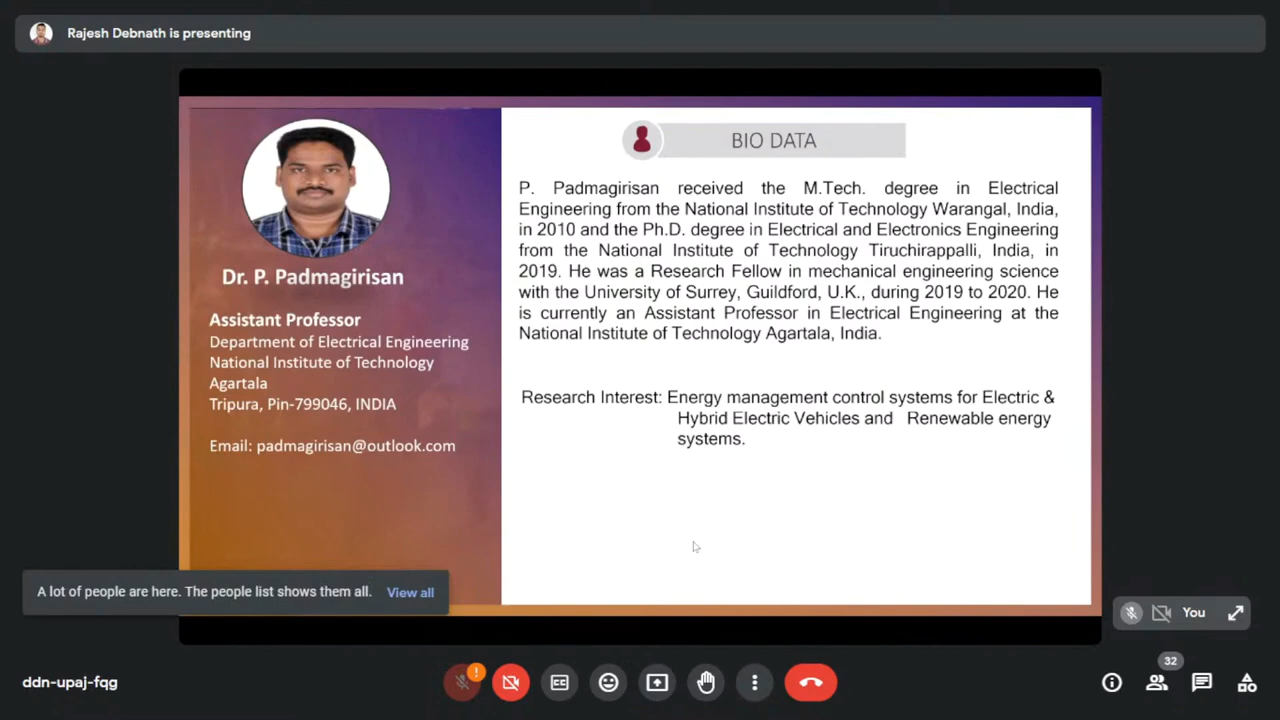 Rajesh Debnath is presenting
Dr. P. Padmagirisan
Assistant Professor
Department of Electrical Engineering
National Institute of Technology
Agartala
Tripura, Pin-799046, INDIA
Email: padmagirisan@outlook.com
BIO DATA
P. Padmagirisan received the M.Tech. degree in Electrical
Engineering from the National Institute of Technology Warangal, India,
in 2010 and the Ph.D. degree in Electrical and Electronics Engineering
from the National Institute of Technology Tiruchirappalli, India, in
2019. He was a Research Fellow in mechanical engineering science
with the University of Surrey, Guildford, U.K., during 2019 to 2020. He
is currently an Assistant Professor in Electrical Engineering at the
National Institute of Technology Agartala, India.
Research Interest: Energy management control systems for Electric &
Hybrid Electric Vehicles and Renewable energy
systems.
A lot of people are here. The people list shows them all. View all
You
32
ddn-upaj-fqg